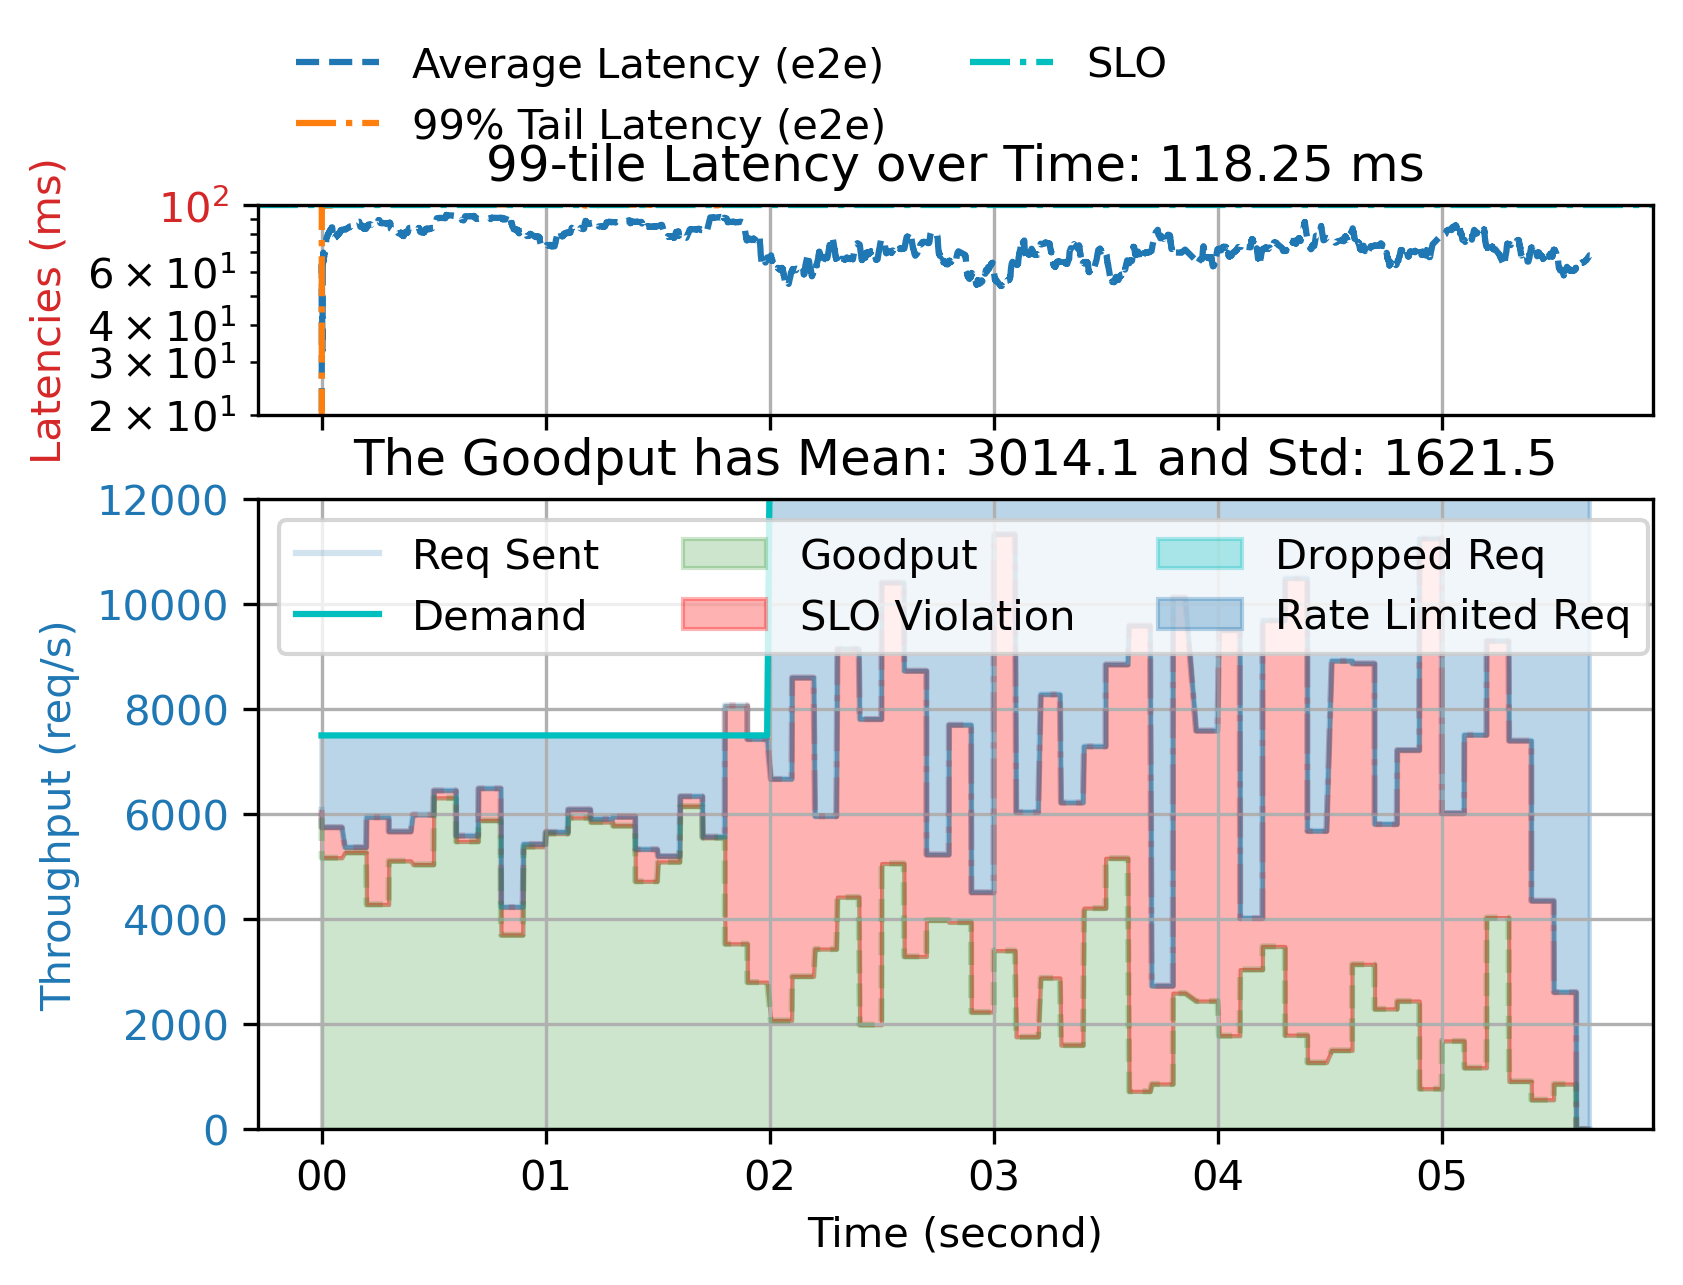 Average Latency (e2e) SLO
99% Tail Latency (e2e)
99-tile Latency over Time: 118.25 ms
Latencies (ms)
10²
6 × 10¹
4 × 10¹
3 × 10¹
2 × 10¹
The Goodput has Mean: 3014.1 and Std: 1621.5
Throughput (req/s)
12000
10000
8000
6000
4000
2000
0
Req Sent Goodput Dropped Req
Demand SLO Violation Rate Limited Req
00 01 02 03 04 05
Time (second)